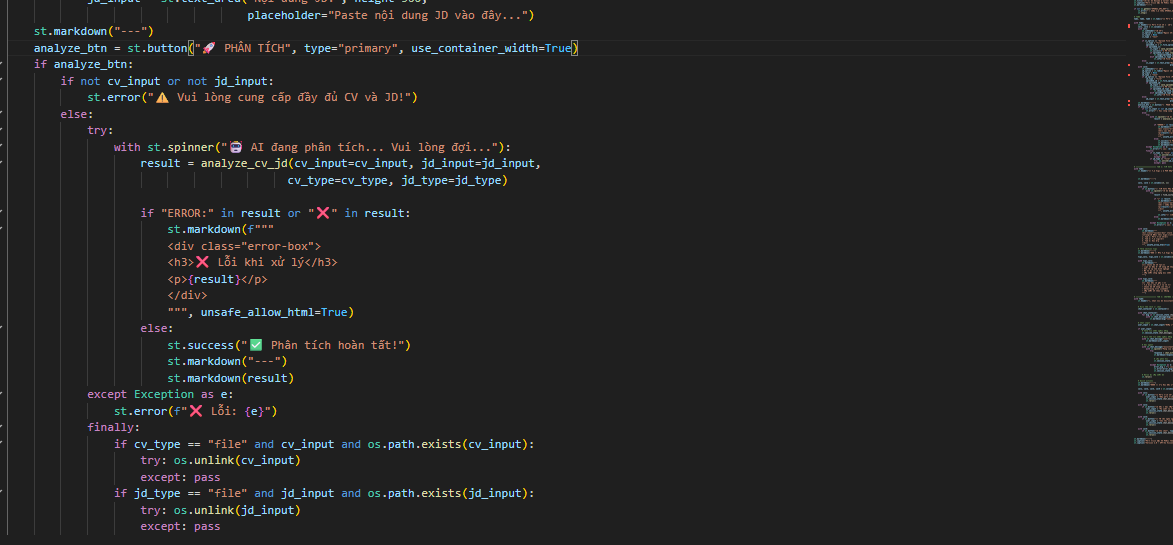 placeholder="Paste nội dung JD vào đây...")
st.markdown("---")
analyze_btn = st.button("🚀 PHÂN TÍCH", type="primary", use_container_width=True)
if analyze_btn:
if not cv_input or not jd_input:
st.error("⚠️ Vui lòng cung cấp đầy đủ CV và JD!")
else:
try:
with st.spinner("🤖 AI đang phân tích... Vui lòng đợi..."):
result = analyze_cv_jd(cv_input=cv_input, jd_input=jd_input,
cv_type=cv_type, jd_type=jd_type)
if "ERROR:" in result or "❌" in result:
st.markdown(f"""
<div class="error-box">
<h3>❌ Lỗi khi xử lý</h3>
<p>{result}</p>
</div>
""", unsafe_allow_html=True)
else:
st.success("✅ Phân tích hoàn tất!")
st.markdown("---")
st.markdown(result)
except Exception as e:
st.error(f"❌ Lỗi: {e}")
finally:
if cv_type == "file" and cv_input and os.path.exists(cv_input):
try: os.unlink(cv_input)
except: pass
if jd_type == "file" and jd_input and os.path.exists(jd_input):
try: os.unlink(jd_input)
except: pass